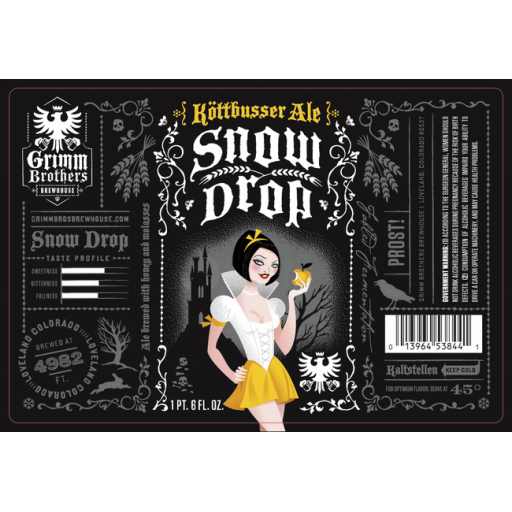 Grimm
Brothers
BREWHOUSE
GRIMMBROSBREWHOUSE.COM
Snow Drop
TASTE PROFILE
SWEETNESS
BITTERNESS
FULLNESS
LOVELAND COLORADO
BREWED AT
4982
FT.
LOVELAND COLORADO
Ale brewed with honey and molasses
Köttbusser Ale
Snow
Drop
1 PT. 6 FL. OZ.
PROST!
GRIMM BROTHERS BREWHOUSE | LOVELAND, COLORADO 80537
GOVERNMENT WARNING: (1) ACCORDING TO THE SURGEON GENERAL, WOMEN SHOULD
NOT DRINK ALCOHOLIC BEVERAGES DURING PREGNANCY BECAUSE OF THE RISK OF BIRTH
DEFECTS. (2) CONSUMPTION OF ALCOHOLIC BEVERAGES IMPAIRS YOUR ABILITY TO
DRIVE A CAR OR OPERATE MACHINERY, AND MAY CAUSE HEALTH PROBLEMS.
0 13964 53844 1
Kaltstellen KEEP COLD
FOR OPTIMUM FLAVOR, SERVE AT 45°